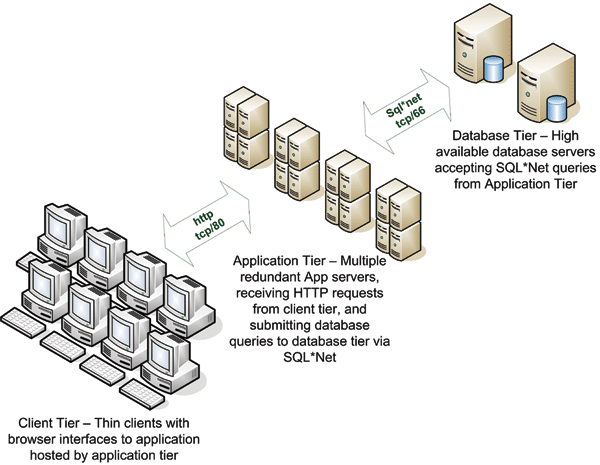 Sql*net
tcp/66
Database Tier – High
available database servers
accepting SQL*Net queries
from Application Tier
http
tcp/80
Application Tier – Multiple
redundant App servers,
receiving HTTP requests
from client tier, and
submitting database
queries to database tier via
SQL*Net
Client Tier – Thin clients with
browser interfaces to application
hosted by application tier